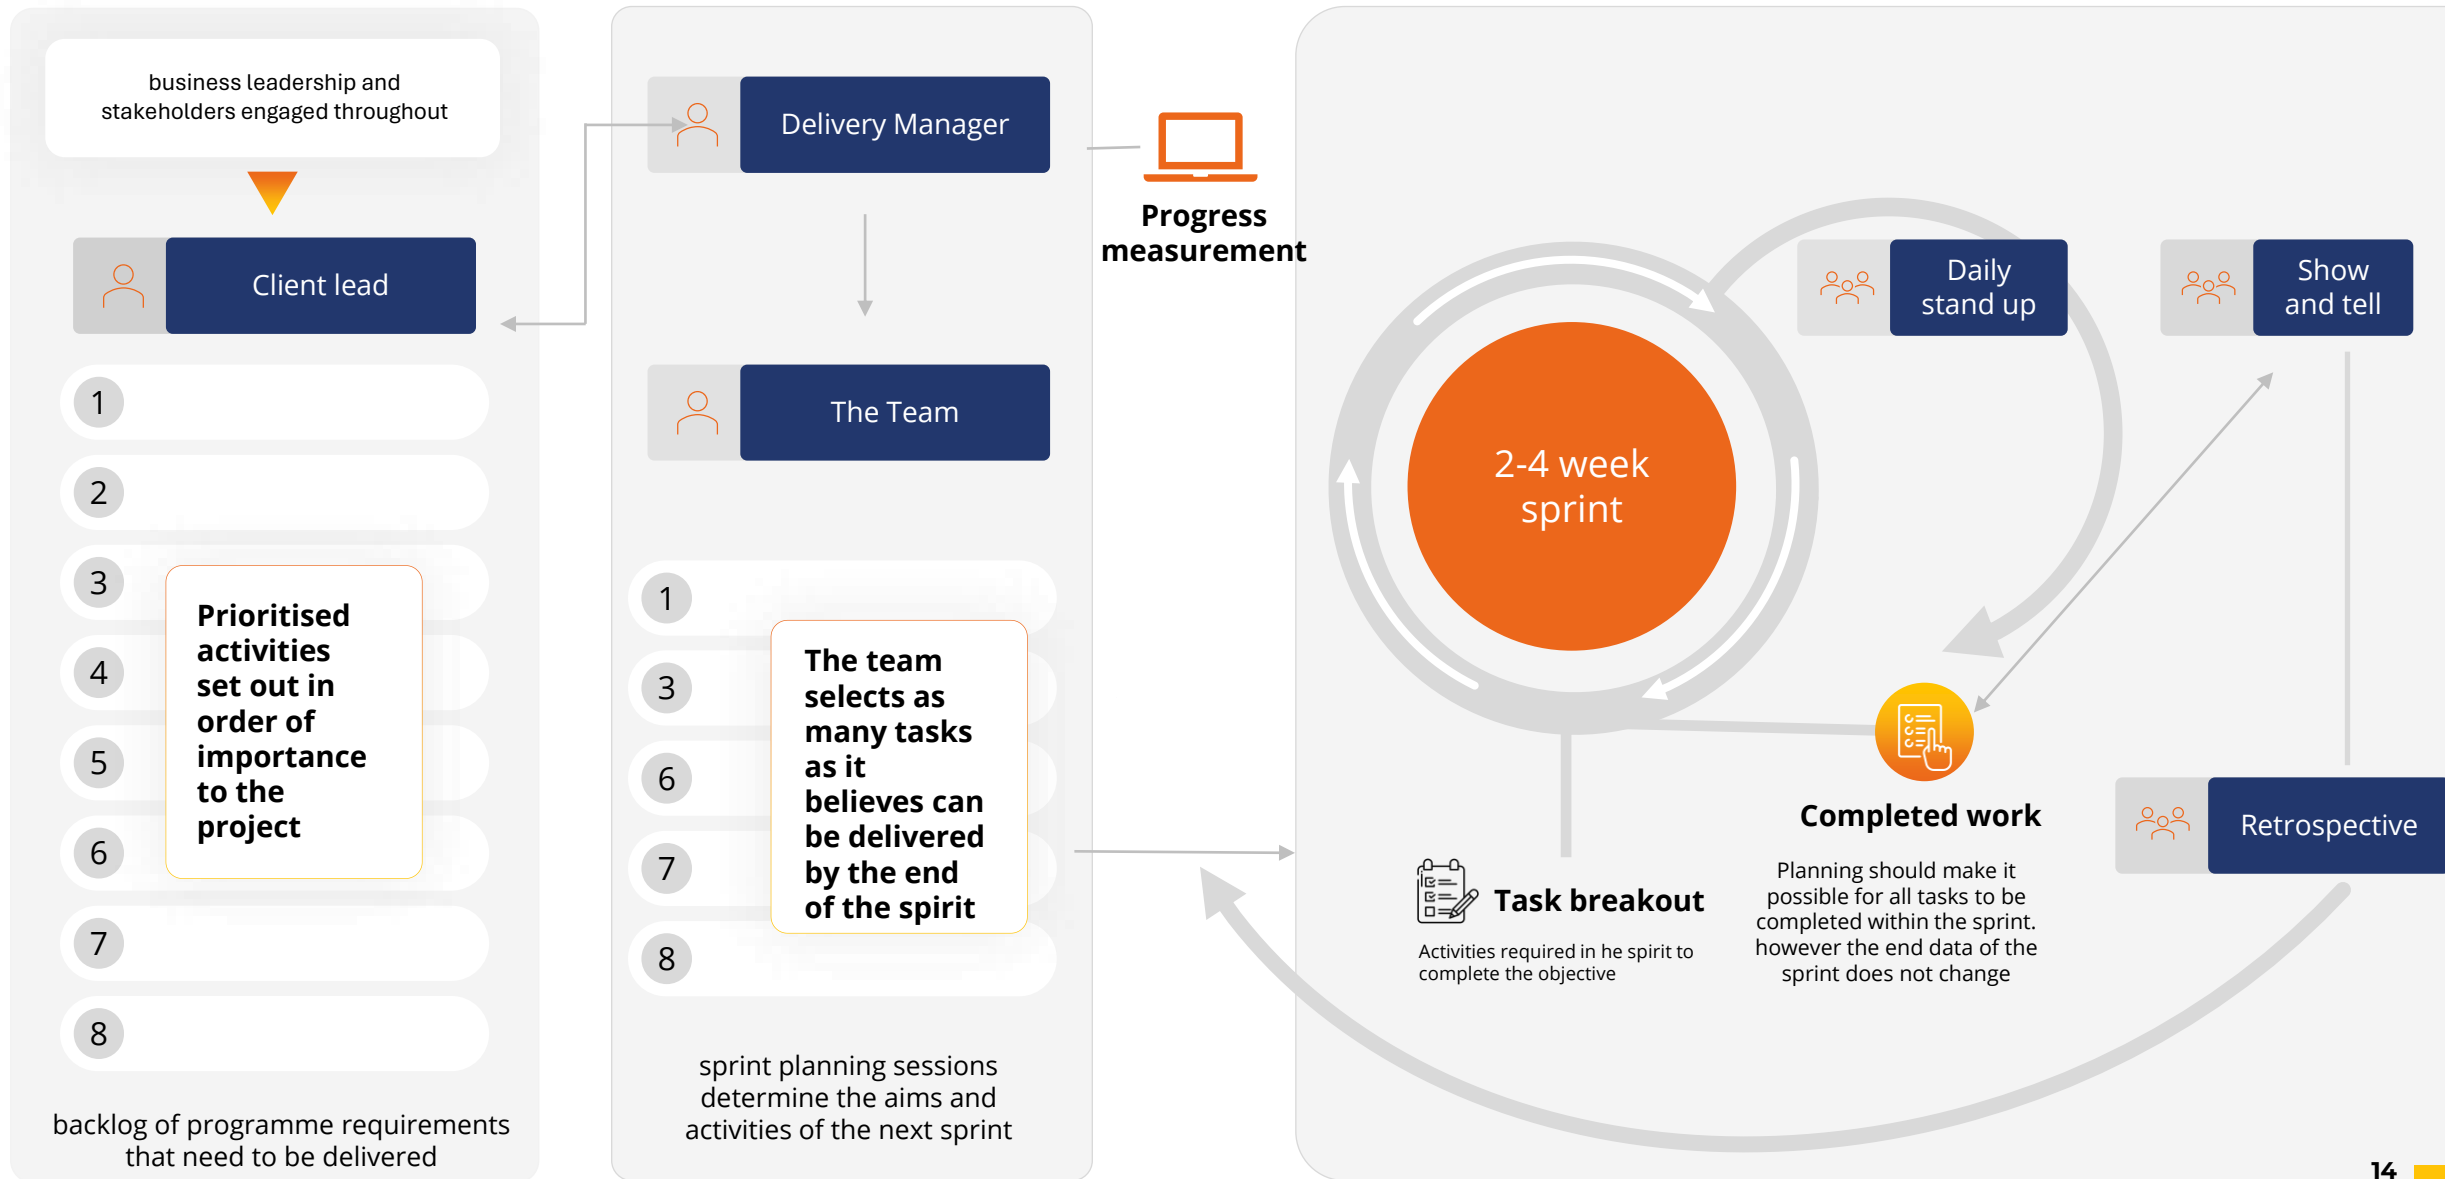 business leadership and
stakeholders engaged throughout
Client lead
1
2
3
4
5
6
7
8
Prioritised
activities
set out in
order of
importance
to the
project
backlog of programme requirements
that need to be delivered
Delivery Manager
The Team
1
3
6
7
8
The team
selects as
many tasks
as it
believes can
be delivered
by the end
of the spirit
sprint planning sessions
determine the aims and
activities of the next sprint
Progress
measurement
2-4 week
sprint
Daily
stand up
Show
and tell
Task breakout
Activities required in he spirit to
complete the objective
Completed work
Planning should make it
possible for all tasks to be
completed within the sprint.
however the end data of the
sprint does not change
Retrospective
14